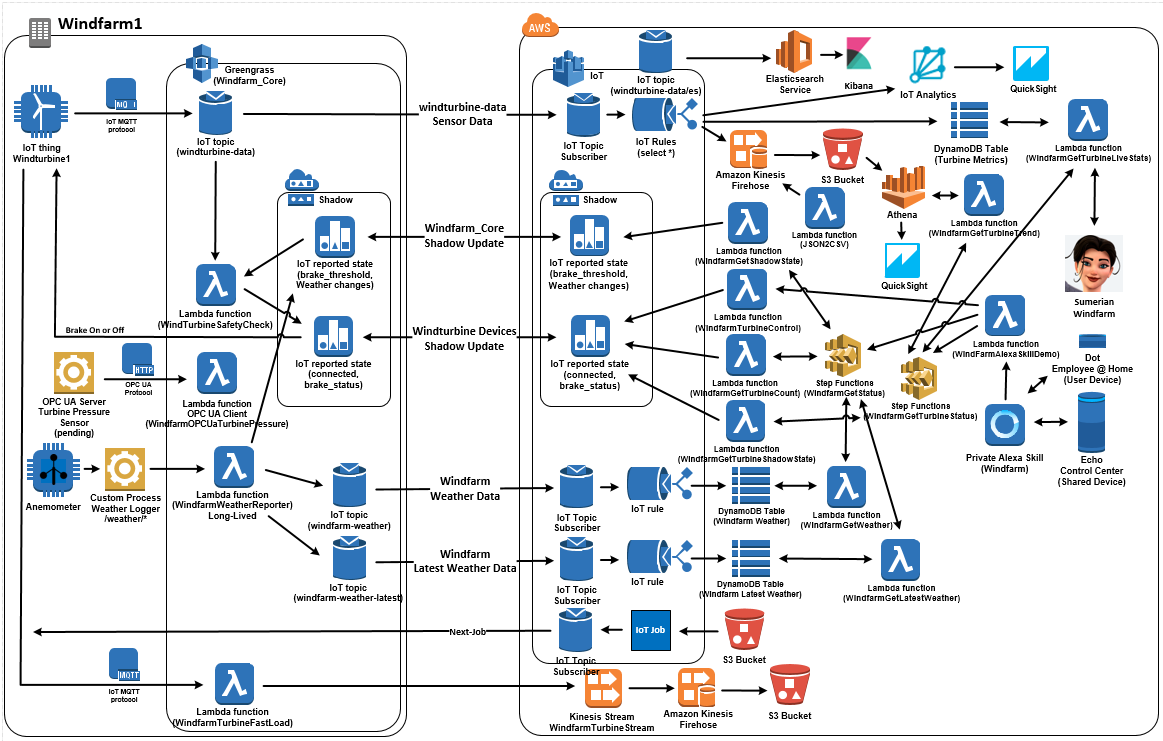 Windfarm1
AWS
Greengrass
(Windfarm_Core)
IoT
IoT topic
(windturbine-data/es)
Elasticsearch
Service
Kibana
IoT Analytics
QuickSight
MQTT
IoT MQTT
protocol
IoT thing
Windturbine1
IoT topic
(windturbine-data)
windturbine-data
Sensor Data
IoT Topic
Subscriber
IoT Rules
(select *)
DynamoDB Table
(Turbine Metrics)
Lambda function
(WindfarmGetTurbineLiveStats)
Amazon Kinesis
Firehose
S3 Bucket
Athena
Lambda function
(WindfarmGetTurbineTrend)
Lambda function
(JSON2CSV)
QuickSight
Sumerian
Windfarm
Shadow
Shadow
IoT reported state
(brake_threshold,
Weather changes)
Windfarm_Core
Shadow Update
IoT reported state
(brake_threshold,
Weather changes)
Lambda function
(WindfarmGetShadowState)
Lambda function
(WindTurbineSafetyCheck)
Brake On or Off
IoT reported state
(connected,
brake_status)
Windturbine Devices
Shadow Update
IoT reported state
(connected,
brake_status)
Lambda function
(WindfarmTurbineControl)
Lambda function
(WindfarmGetTurbineCount)
Lambda function
(WindfarmGetTurbineShadowState)
Step Functions
(WindfarmGetStatus)
Step Functions
(WindfarmGetTurbineStatus)
Lambda function
(WindFarmAlexaSkillDemo)
Dot
Employee @ Home
(User Device)
Private Alexa Skill
(Windfarm)
Echo
Control Center
(Shared Device)
HTTP
OPC UA
Protocol
OPC UA Server
Turbine Pressure
Sensor
(pending)
Lambda function
OPC UA Client
(WindfarmOPCUaTurbinePressure)
Anemometer
Custom Process
Weather Logger
/weather/*
Lambda function
(WindfarmWeatherReporter)
Long-Lived
IoT topic
(windfarm-weather)
Windfarm
Weather Data
IoT Topic
Subscriber
IoT rule
DynamoDB Table
(Windfarm Weather)
Lambda function
(WindfarmGetWeather)
IoT topic
(windfarm-weather-latest)
Windfarm
Latest Weather Data
IoT Topic
Subscriber
IoT rule
DynamoDB Table
(Windfarm Latest Weather)
Lambda function
(WindfarmGetLatestWeather)
Next-Job
IoT Topic
Subscriber
IoT Job
S3 Bucket
MQTT
IoT MQTT
protocol
Lambda function
(WindfarmTurbineFastLoad)
Kinesis Stream
WindfarmTurbineStream
Amazon Kinesis
Firehose
S3 Bucket